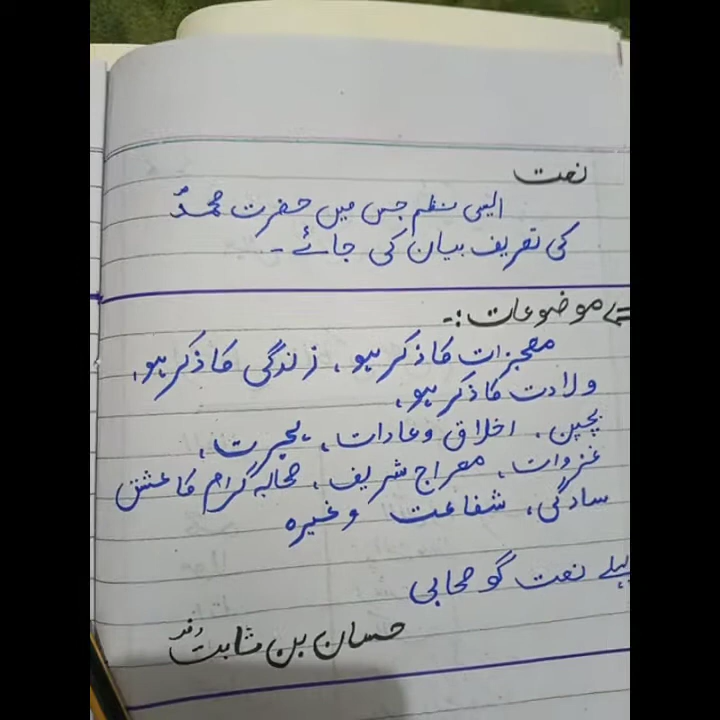 نعت
ایسی نظم جس میں حضرت محمدؐ
کی تعریف بیان کی جائے ۔
موضوعات :۔
معجزات کا ذکر ہو ، زندگی کا ذکر ہو ،
ولادت کا ذکر ہو ،
بچپن ، اخلاق و عادات ، ہجرت ،
غزوات ، معراج شریف ، صحابہ کرام کا عشق
سادگی ، شفاعت وغیرہ
پہلے نعت گو صحابی
حسان بن ثابت رضہ